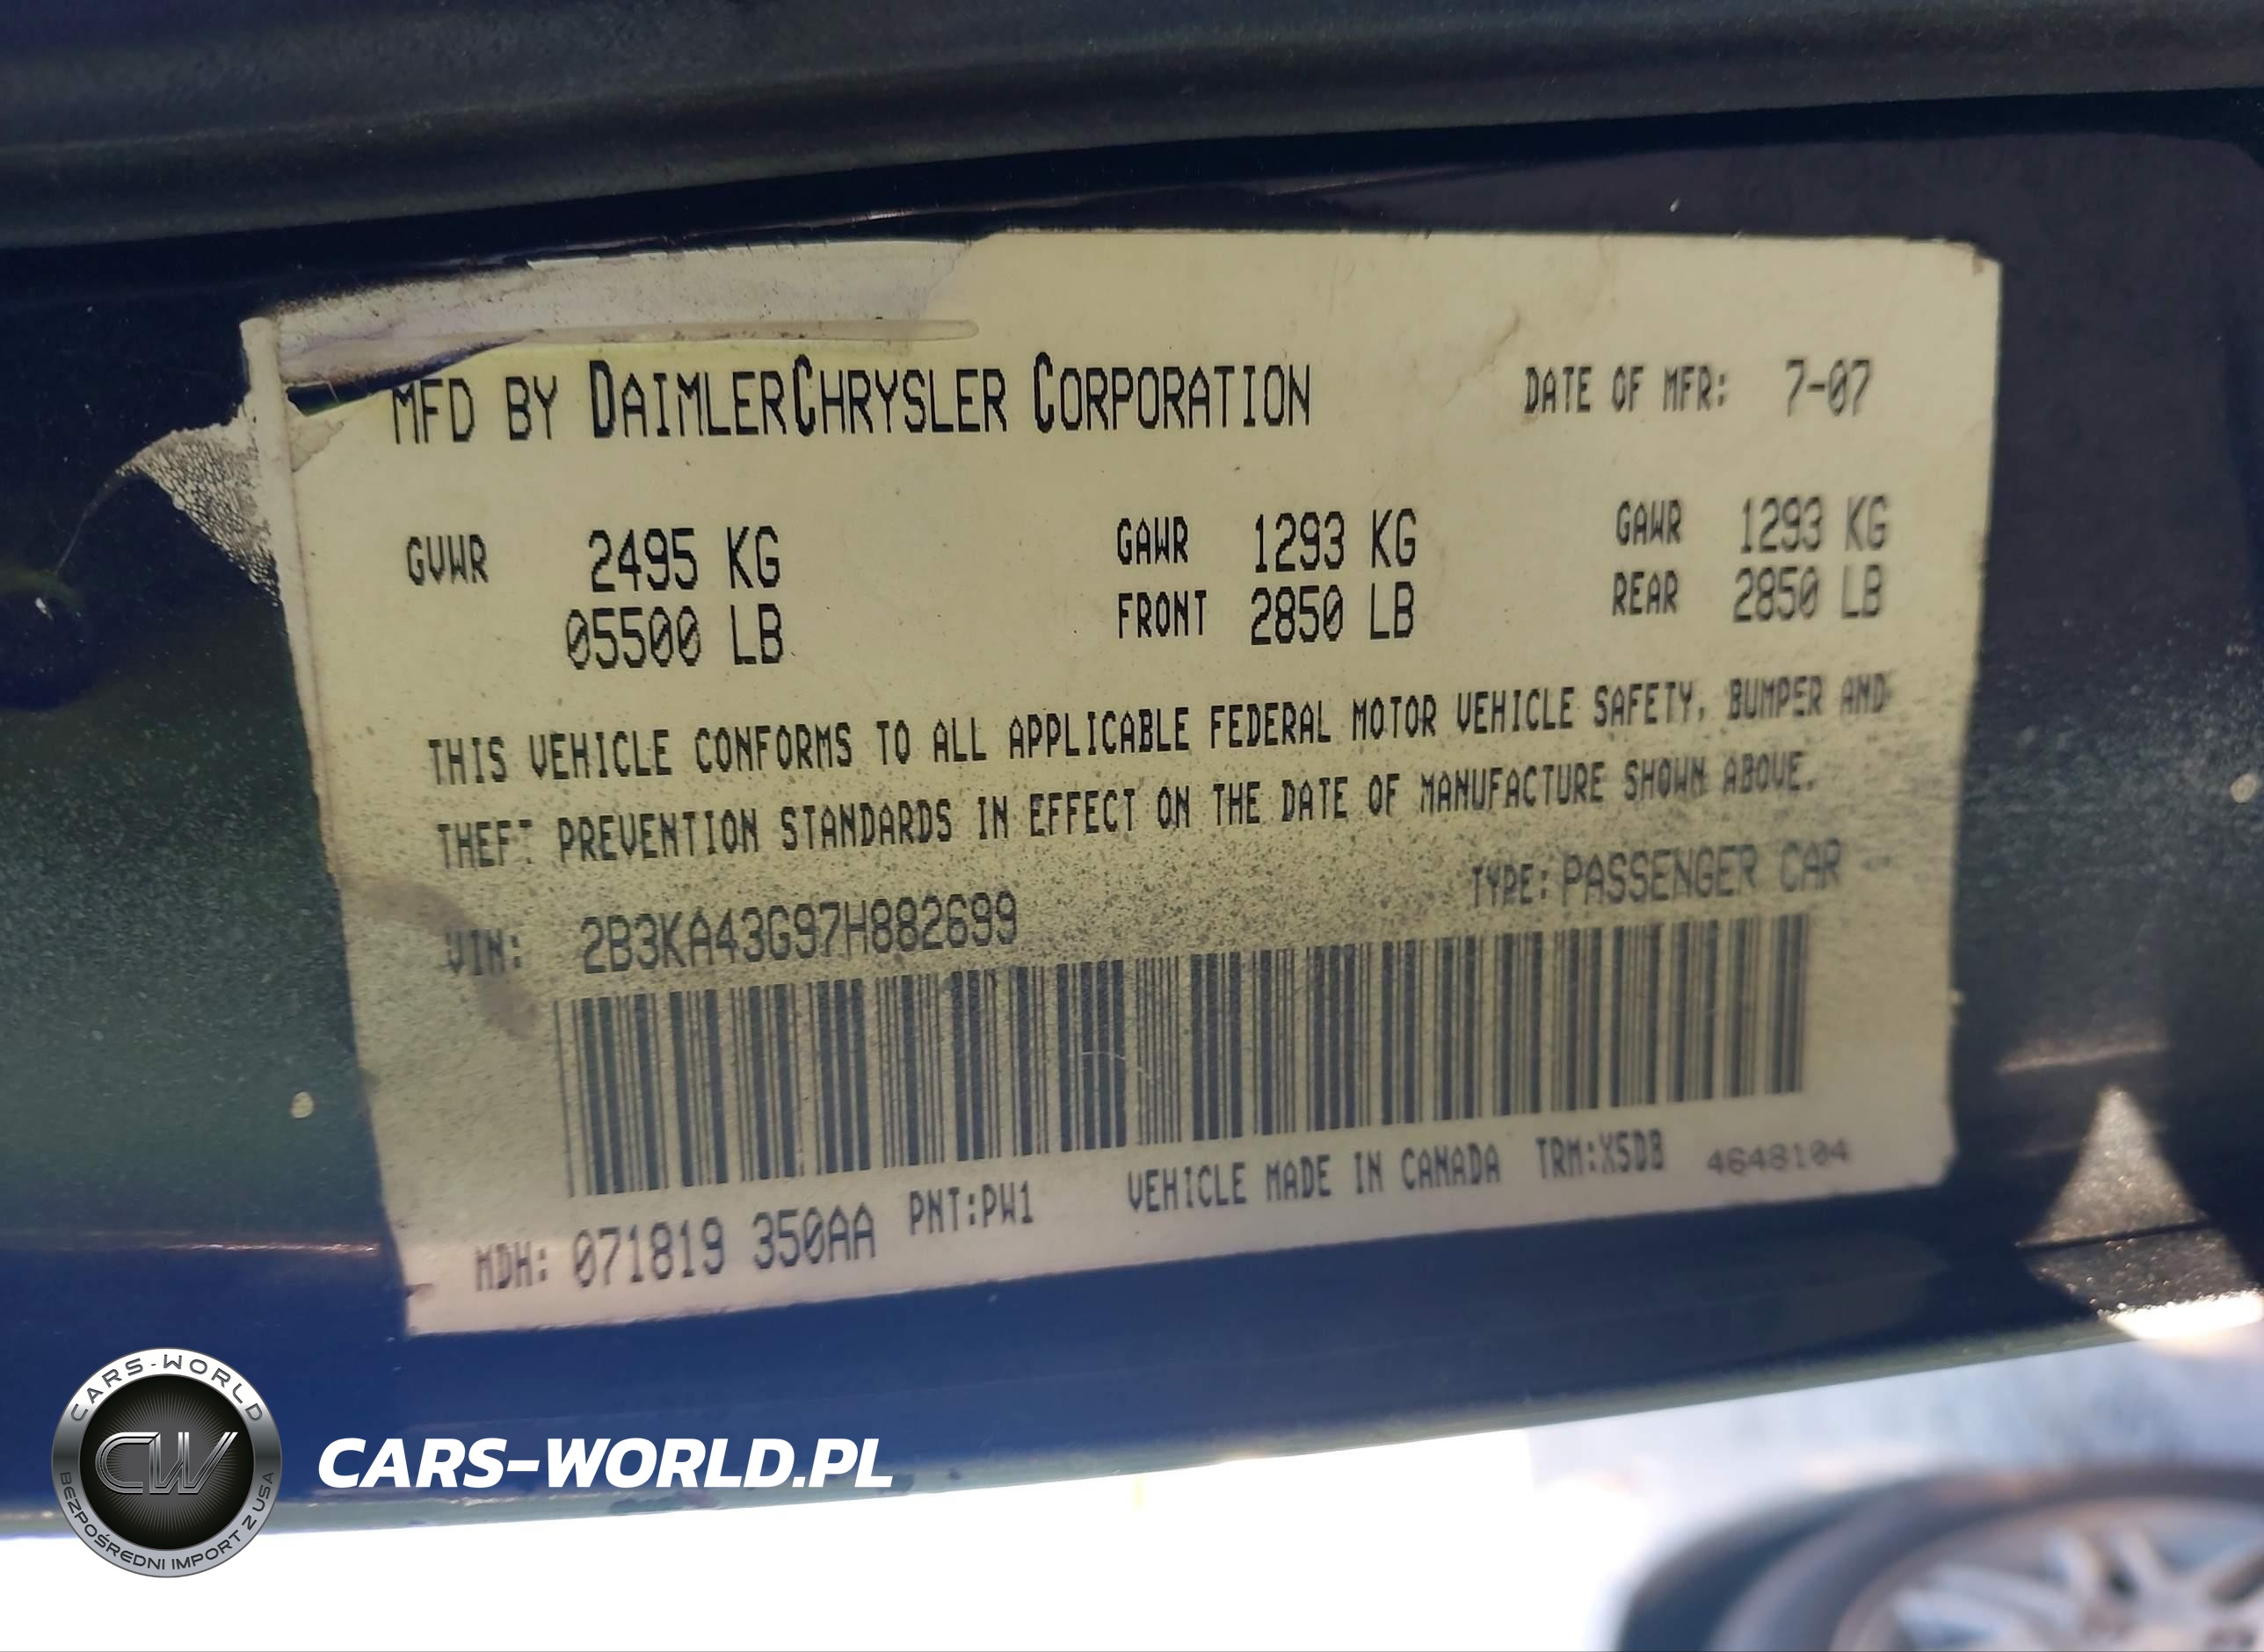 MFD BY DAIMLERCHRYSLER CORPORATION DATE OF MFR: 7-07
GVWR 2495 KG GAWR 1293 KG GAWR 1293 KG
05500 LB FRONT 2850 LB REAR 2850 LB
THIS VEHICLE CONFORMS TO ALL APPLICABLE FEDERAL MOTOR VEHICLE SAFETY, BUMPER AND
THEFT PREVENTION STANDARDS IN EFFECT ON THE DATE OF MANUFACTURE SHOWN ABOVE.
VIN: 2B3KA43G97H882699 TYPE: PASSENGER CAR
MDH: 071819 350AA PNT:PW1 VEHICLE MADE IN CANADA TRM:X5DB 4648104
CARS-WORLD
CW
BEZPOŚREDNI IMPORT Z USA
CARS-WORLD.PL